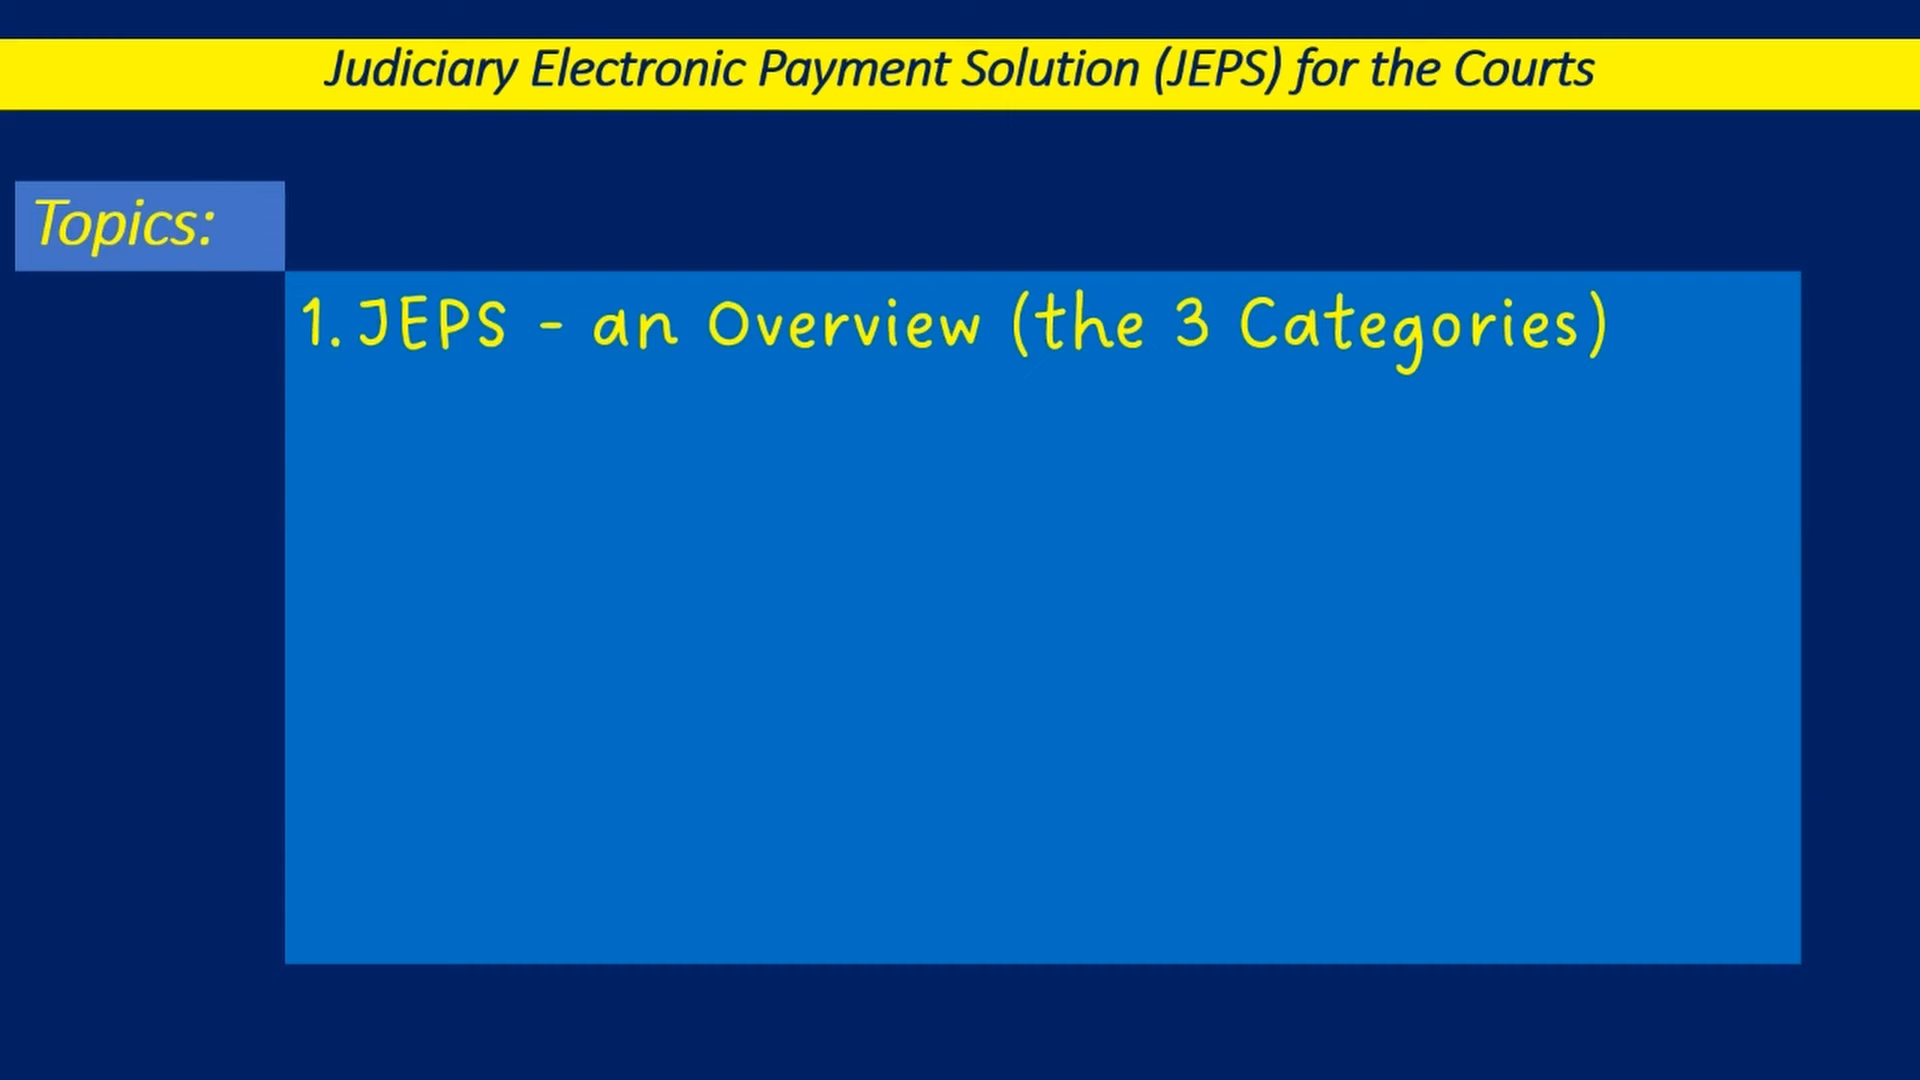 Judiciary Electronic Payment Solution (JEPS) for the Courts
Topics:
1. JEPS - an Overview (the 3 Categories)